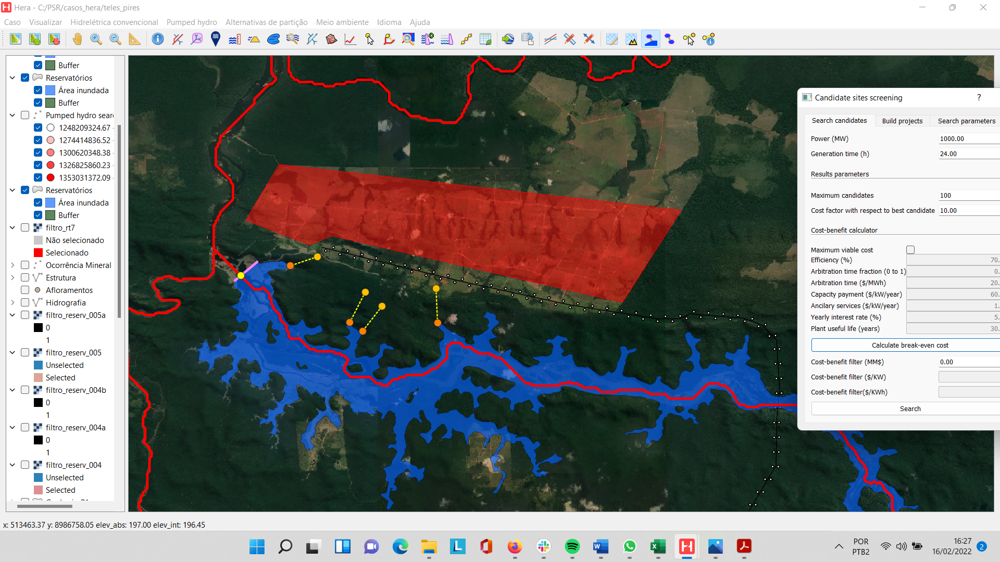 Hera - C:/PSR/casos_hera/teles_pires
Caso Visualizar Hidrelétrica convencional Pumped hydro Alternativas de partição Meio ambiente Idioma Ajuda
Buffer
Reservatórios
Área inundada
Buffer
Pumped hydro sear
1248209324.67 -
1274414836.52 -
1300620348.38 -
1326825860.23 -
1353031372.09 -
Reservatórios
Área inundada
Buffer
filtro_rt7
Não selecionado
Selecionado
Ocorrência Mineral
Estrutura
Afloramentos
Hidrografia
filtro_reserv_005a
0
1
filtro_reserv_005
Unselected
Selected
filtro_reserv_004b
0
1
filtro_reserv_004a
0
1
filtro_reserv_004
Unselected
Selected
Candidate sites screening ?
Search candidates Build projects Search parameters
Power (MW) 1000.00
Generation time (h) 24.00
Results parameters
Maximum candidates 100
Cost factor with respect to best candidate 10.00
Cost-benefit calculator
Maximum viable cost
Efficiency (%) 70.
Arbitration time fraction (0 to 1) 0.
Arbitration time ($/MWh) 20.
Capacity payment ($/kW/year) 60.
Ancilary services ($/kW/year) 1.
Yearly interest rate (%) 5.
Plant useful life (years) 30.
Calculate break-even cost
Cost-benefit filter (MM$) 0.00
Cost-benefit filter ($/KW)
Cost-benefit filter($/KWh)
Search
x: 513463.37 y: 8986758.05 elev_abs: 197.00 elev_int: 196.45
POR
PTB2
16:27
16/02/2022
2